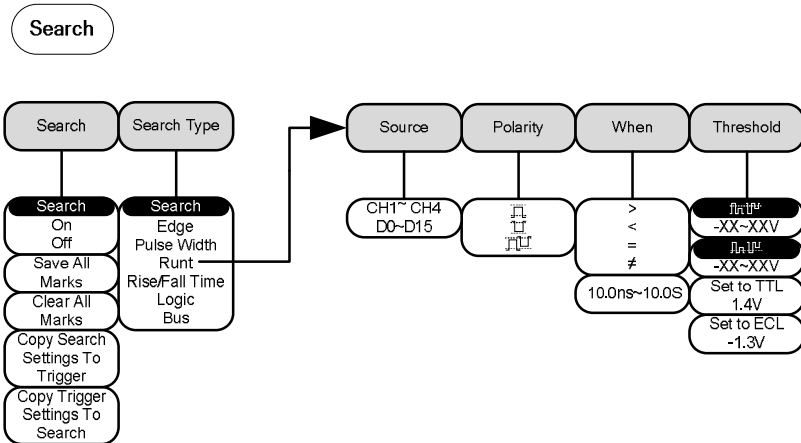 Search
Search
Search Type
Source
Polarity
When
Threshold
Search
On
Off
Save All
Marks
Clear All
Marks
Copy Search
Settings To
Trigger
Copy Trigger
Settings To
Search
Search
Edge
Pulse Width
Runt
Rise/Fall Time
Logic
Bus
CH1~ CH4
D0~D15
>
<
=
≠
10.0ns~10.0S
-XX~XXV
-XX~XXV
Set to TTL
1.4V
Set to ECL
-1.3V